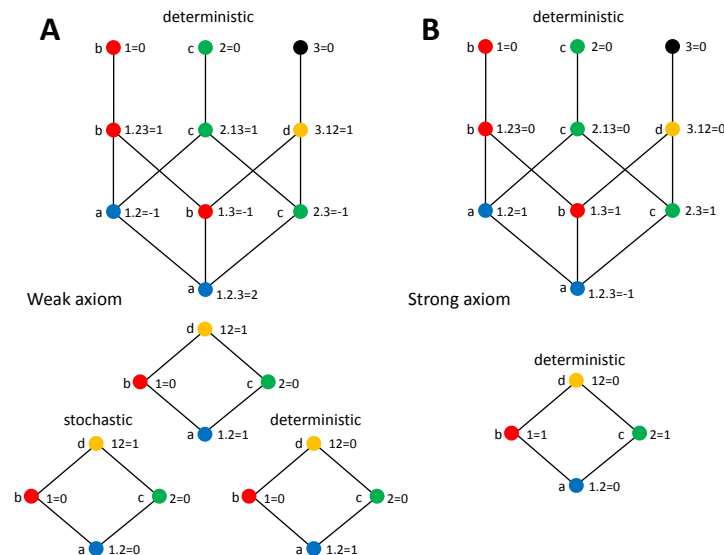 A
deterministic
b 1=0
c 2=0
3=0
b 1.23=1
c 2.13=1
d 3.12=1
a 1.2=-1
b 1.3=-1
c 2.3=-1
a 1.2.3=2
Weak axiom
d 12=1
b 1=0
c 2=0
a 1.2=1
stochastic
d 12=1
b 1=0
c 2=0
a 1.2=0
deterministic
d 12=0
b 1=0
c 2=0
a 1.2=1
B
deterministic
b 1=0
c 2=0
3=0
b 1.23=0
c 2.13=0
d 3.12=0
a 1.2=1
b 1.3=1
c 2.3=1
a 1.2.3=-1
Strong axiom
deterministic
d 12=0
b 1=1
c 2=1
a 1.2=0